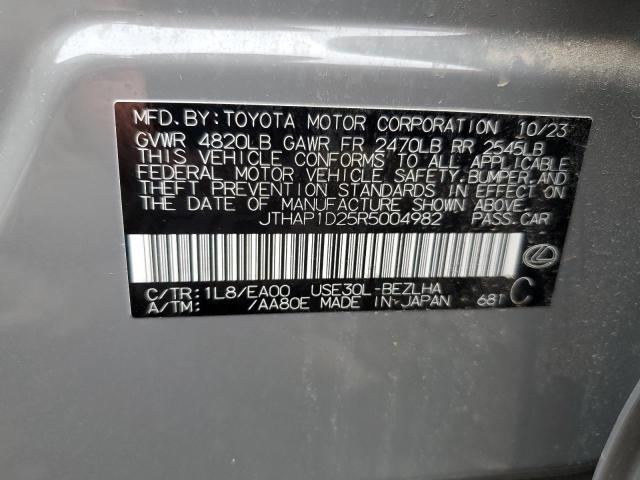 MFD.BY: TOYOTA MOTOR CORPORATION 10/23
GVWR 4820LB GAWR FR 2470LB RR 2545LB
THIS VEHICLE CONFORMS TO ALL APPLICABLE
FEDERAL MOTOR VEHICLE SAFETY, BUMPER, AND
THEFT PREVENTION STANDARDS IN EFFECT ON
THE DATE OF MANUFACTURE SHOWN ABOVE.
JTHAP1D25R5004982 PASS.CAR
C/TR: 1L8/EA00 USE30L-BEZLHA C
A/TM: /AA80E MADE IN JAPAN 681